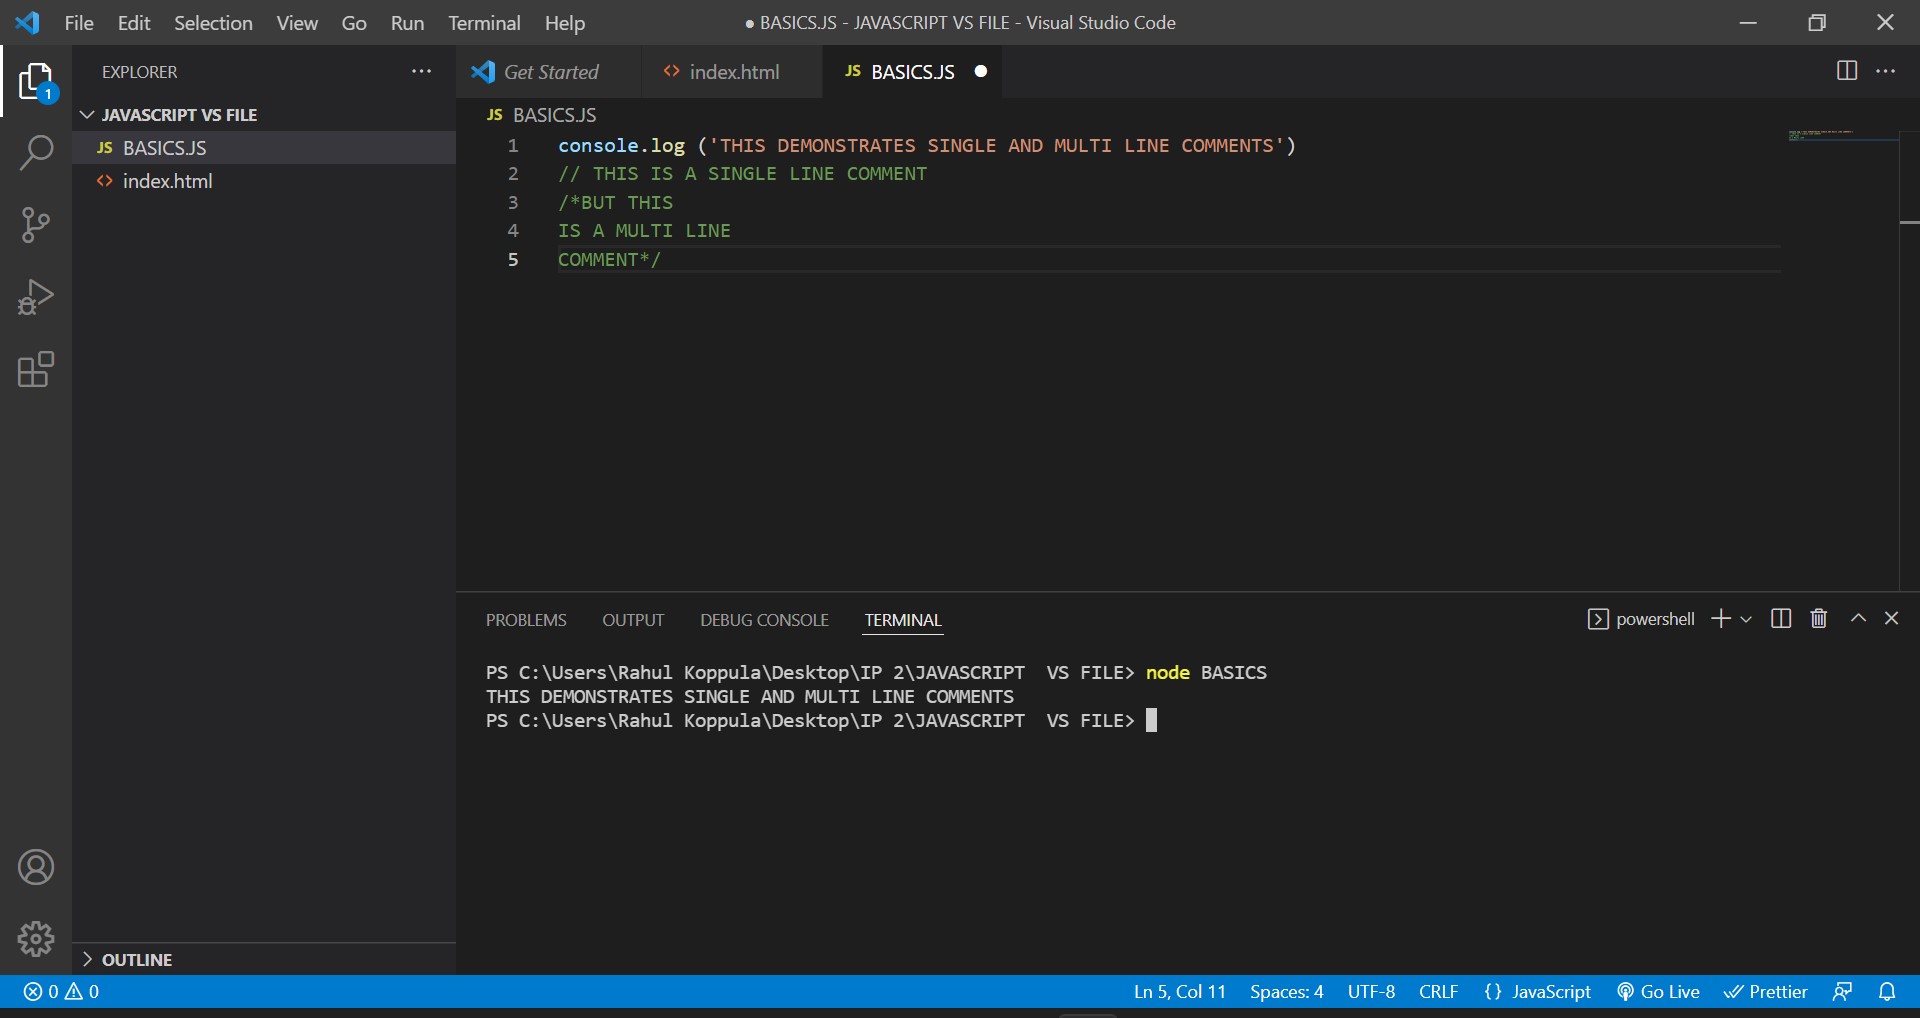 File Edit Selection View Go Run Terminal Help
● BASICS.JS - JAVASCRIPT VS FILE - Visual Studio Code
EXPLORER
1
JAVASCRIPT VS FILE
JS BASICS.JS
<> index.html
OUTLINE
Get Started
<> index.html
JS BASICS.JS ●
JS BASICS.JS
1 console.log ('THIS DEMONSTRATES SINGLE AND MULTI LINE COMMENTS')
2 // THIS IS A SINGLE LINE COMMENT
3 /*BUT THIS
4 IS A MULTI LINE
5 COMMENT*/
PROBLEMS OUTPUT DEBUG CONSOLE TERMINAL
powershell
PS C:\Users\Rahul Koppula\Desktop\IP 2\JAVASCRIPT  VS FILE> node BASICS
THIS DEMONSTRATES SINGLE AND MULTI LINE COMMENTS
PS C:\Users\Rahul Koppula\Desktop\IP 2\JAVASCRIPT  VS FILE>
0 0
Ln 5, Col 11 Spaces: 4 UTF-8 CRLF {} JavaScript Go Live Prettier